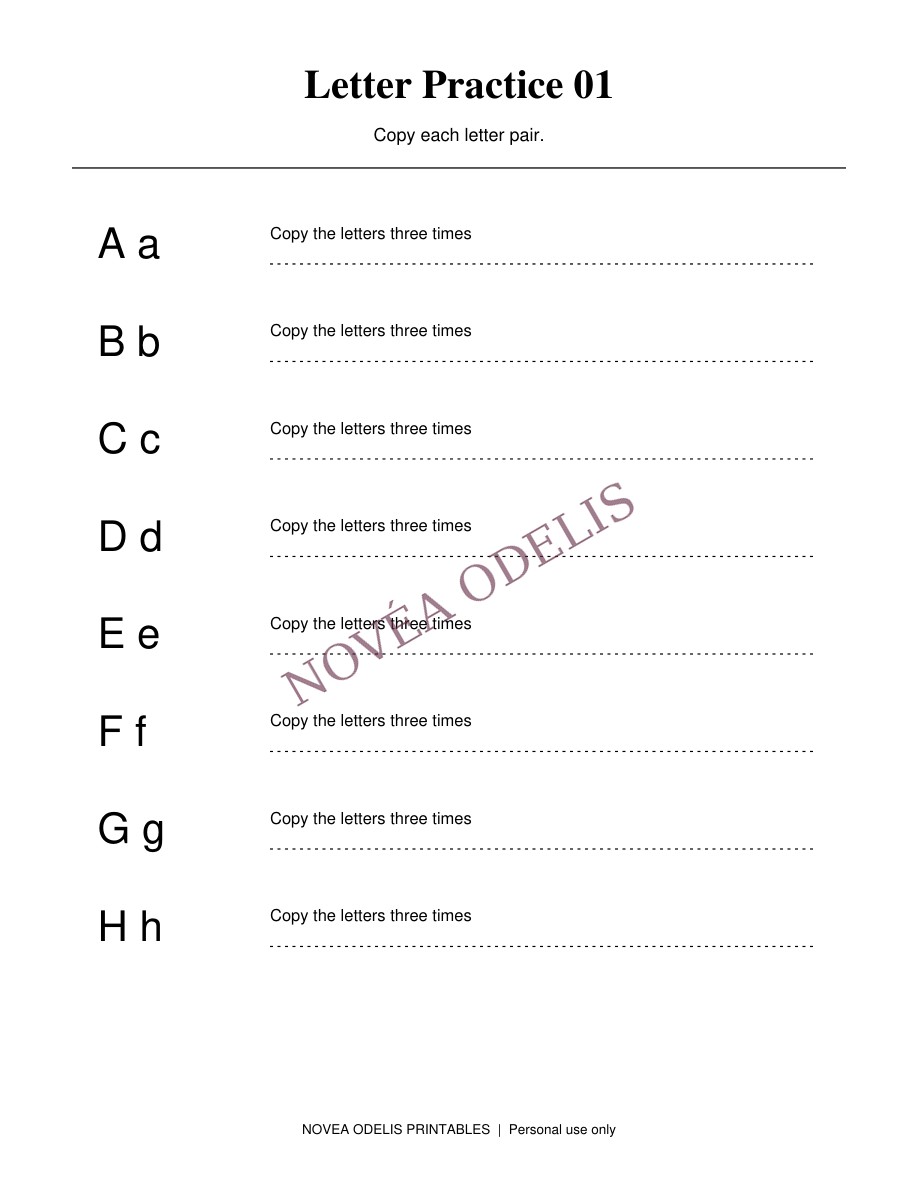 Letter Practice 01
Copy each letter pair.
A a
Copy the letters three times
B b
Copy the letters three times
C c
Copy the letters three times
D d
Copy the letters three times
E e
Copy the letters three times
F f
Copy the letters three times
G g
Copy the letters three times
H h
Copy the letters three times
NOVÉA ODELIS
NOVEA ODELIS PRINTABLES | Personal use only